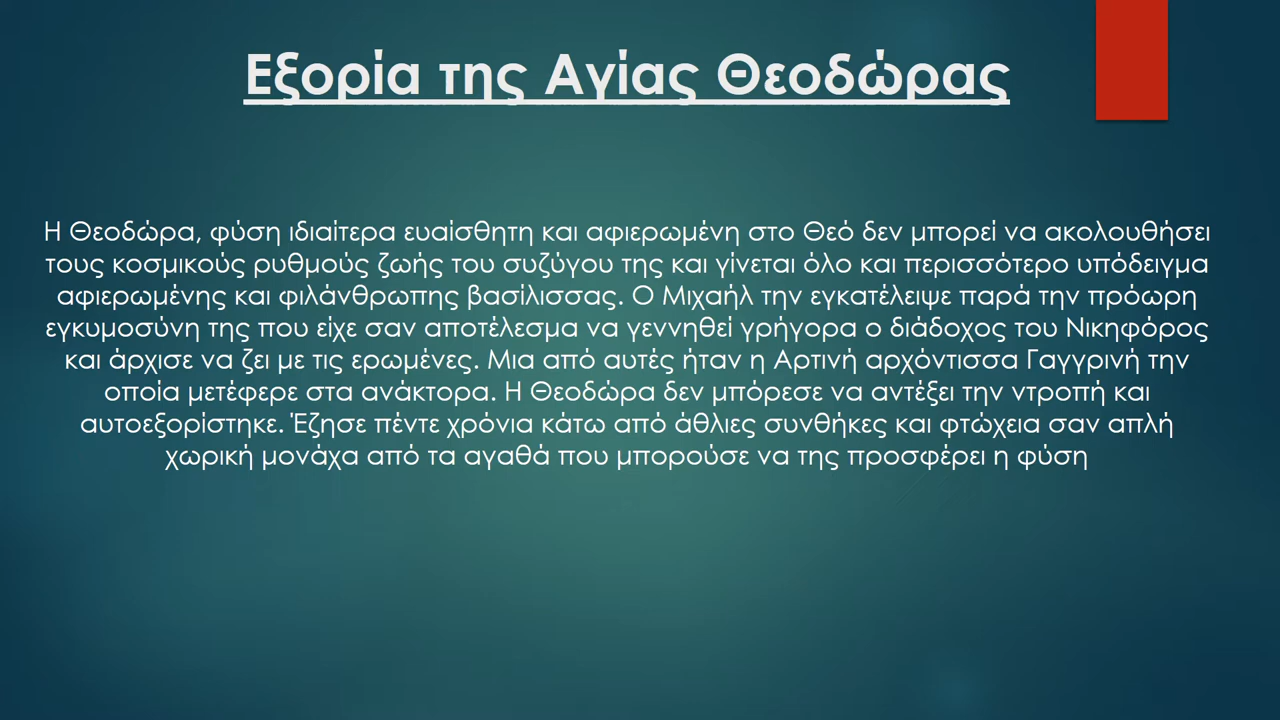 Εξορία της Αγίας Θεοδώρας
Η Θεοδώρα, φύση ιδιαίτερα ευαίσθητη και αφιερωμένη στο Θεό δεν μπορεί να ακολουθήσει
τους κοσμικούς ρυθμούς ζωής του συζύγου της και γίνεται όλο και περισσότερο υπόδειγμα
αφιερωμένης και φιλάνθρωπης βασίλισσας. Ο Μιχαήλ την εγκατέλειψε παρά την πρόωρη
εγκυμοσύνη της που είχε σαν αποτέλεσμα να γεννηθεί γρήγορα ο διάδοχος του Νικηφόρος
και άρχισε να ζει με τις ερωμένες. Μια από αυτές ήταν η Αρτινή αρχόντισσα Γαγγρινή την
οποία μετέφερε στα ανάκτορα. Η Θεοδώρα δεν μπόρεσε να αντέξει την ντροπή και
αυτοεξορίστηκε. Έζησε πέντε χρόνια κάτω από άθλιες συνθήκες και φτώχεια σαν απλή
χωρική μονάχα από τα αγαθά που μπορούσε να της προσφέρει η φύση